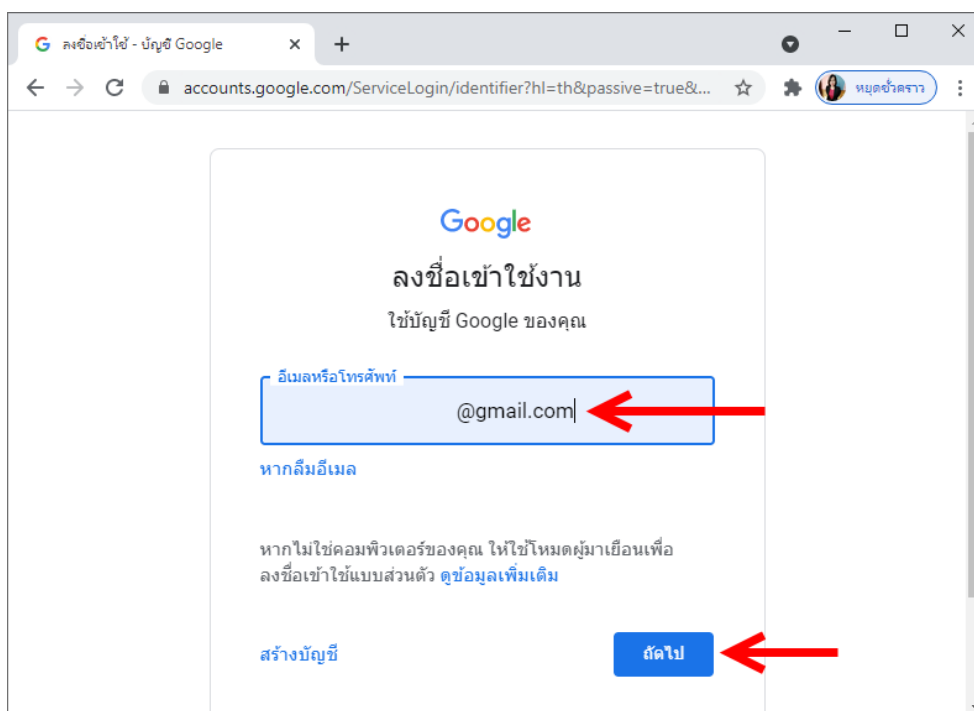 ลงชื่อเข้าใช้ - บัญชี Google
accounts.google.com/ServiceLogin/identifier?hl=th&passive=true&...
หยุดชั่วคราว
Google
ลงชื่อเข้าใช้งาน
ใช้บัญชี Google ของคุณ
อีเมลหรือโทรศัพท์
@gmail.com
หากลืมอีเมล
หากไม่ใช่คอมพิวเตอร์ของคุณ ให้ใช้โหมดผู้มาเยือนเพื่อ
ลงชื่อเข้าใช้แบบส่วนตัว ดูข้อมูลเพิ่มเติม
สร้างบัญชี
ถัดไป